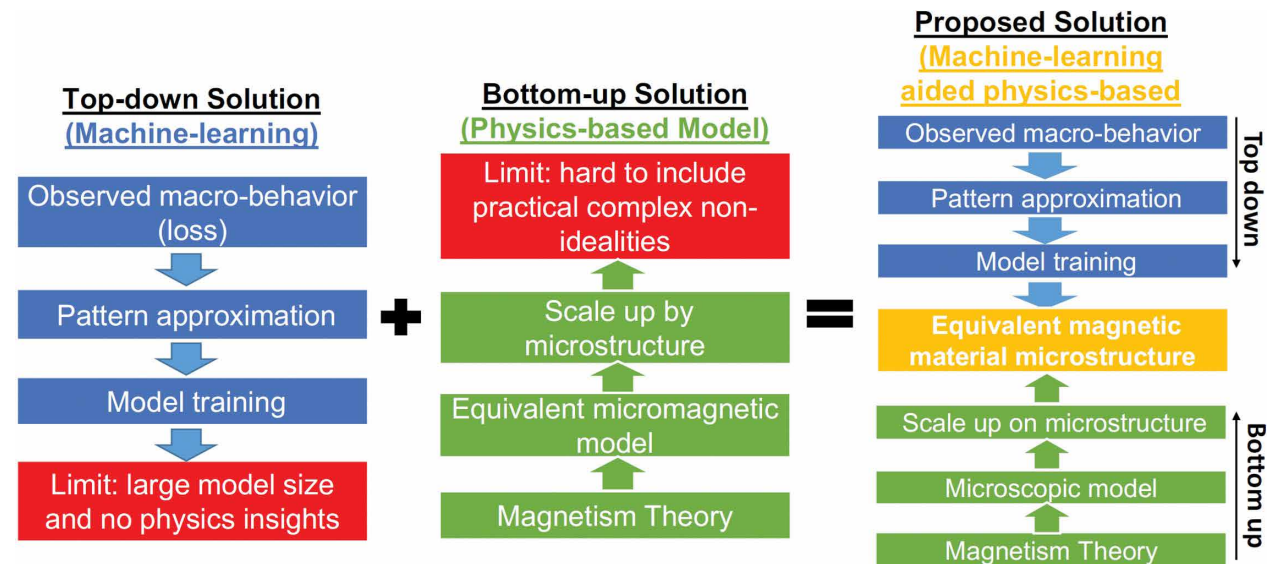 Top-down Solution
(Machine-learning)
Observed macro-behavior
(loss)
Pattern approximation
Model training
Limit: large model size
and no physics insights
Bottom-up Solution
(Physics-based Model)
Limit: hard to include
practical complex non-
idealities
Scale up by
microstructure
Equivalent micromagnetic
model
Magnetism Theory
Proposed Solution
(Machine-learning
aided physics-based
Observed macro-behavior
Pattern approximation
Model training
Equivalent magnetic
material microstructure
Scale up on microstructure
Microscopic model
Magnetism Theory
Top down
Bottom up